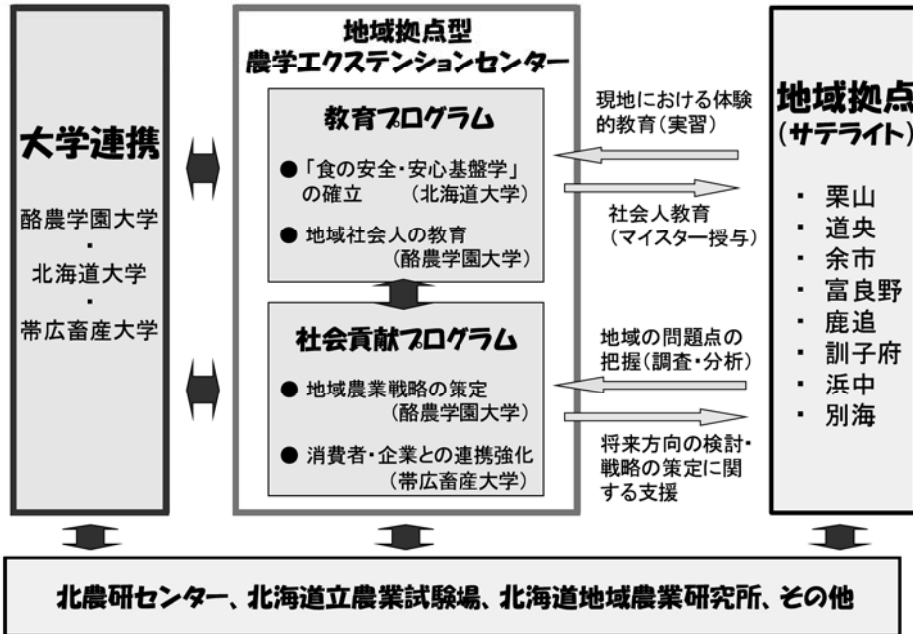 大学連携
酪農学園大学
・
北海道大学
・
帯広畜産大学
地域拠点型
農学エクステンションセンター
教育プログラム
● 「食の安全・安心基盤学」
の確立 (北海道大学)
● 地域社会人の教育
(酪農学園大学)
社会貢献プログラム
● 地域農業戦略の策定
(酪農学園大学)
● 消費者・企業との連携強化
(帯広畜産大学)
現地における体験
的教育(実習)
社会人教育
(マイスター授与)
地域の問題点の
把握(調査・分析)
将来方向の検討・
戦略の策定に関
する支援
地域拠点
(サテライト)
・ 栗山
・ 道央
・ 余市
・ 富良野
・ 鹿追
・ 訓子府
・ 浜中
・ 別海
北農研センター、北海道立農業試験場、北海道地域農業研究所、その他